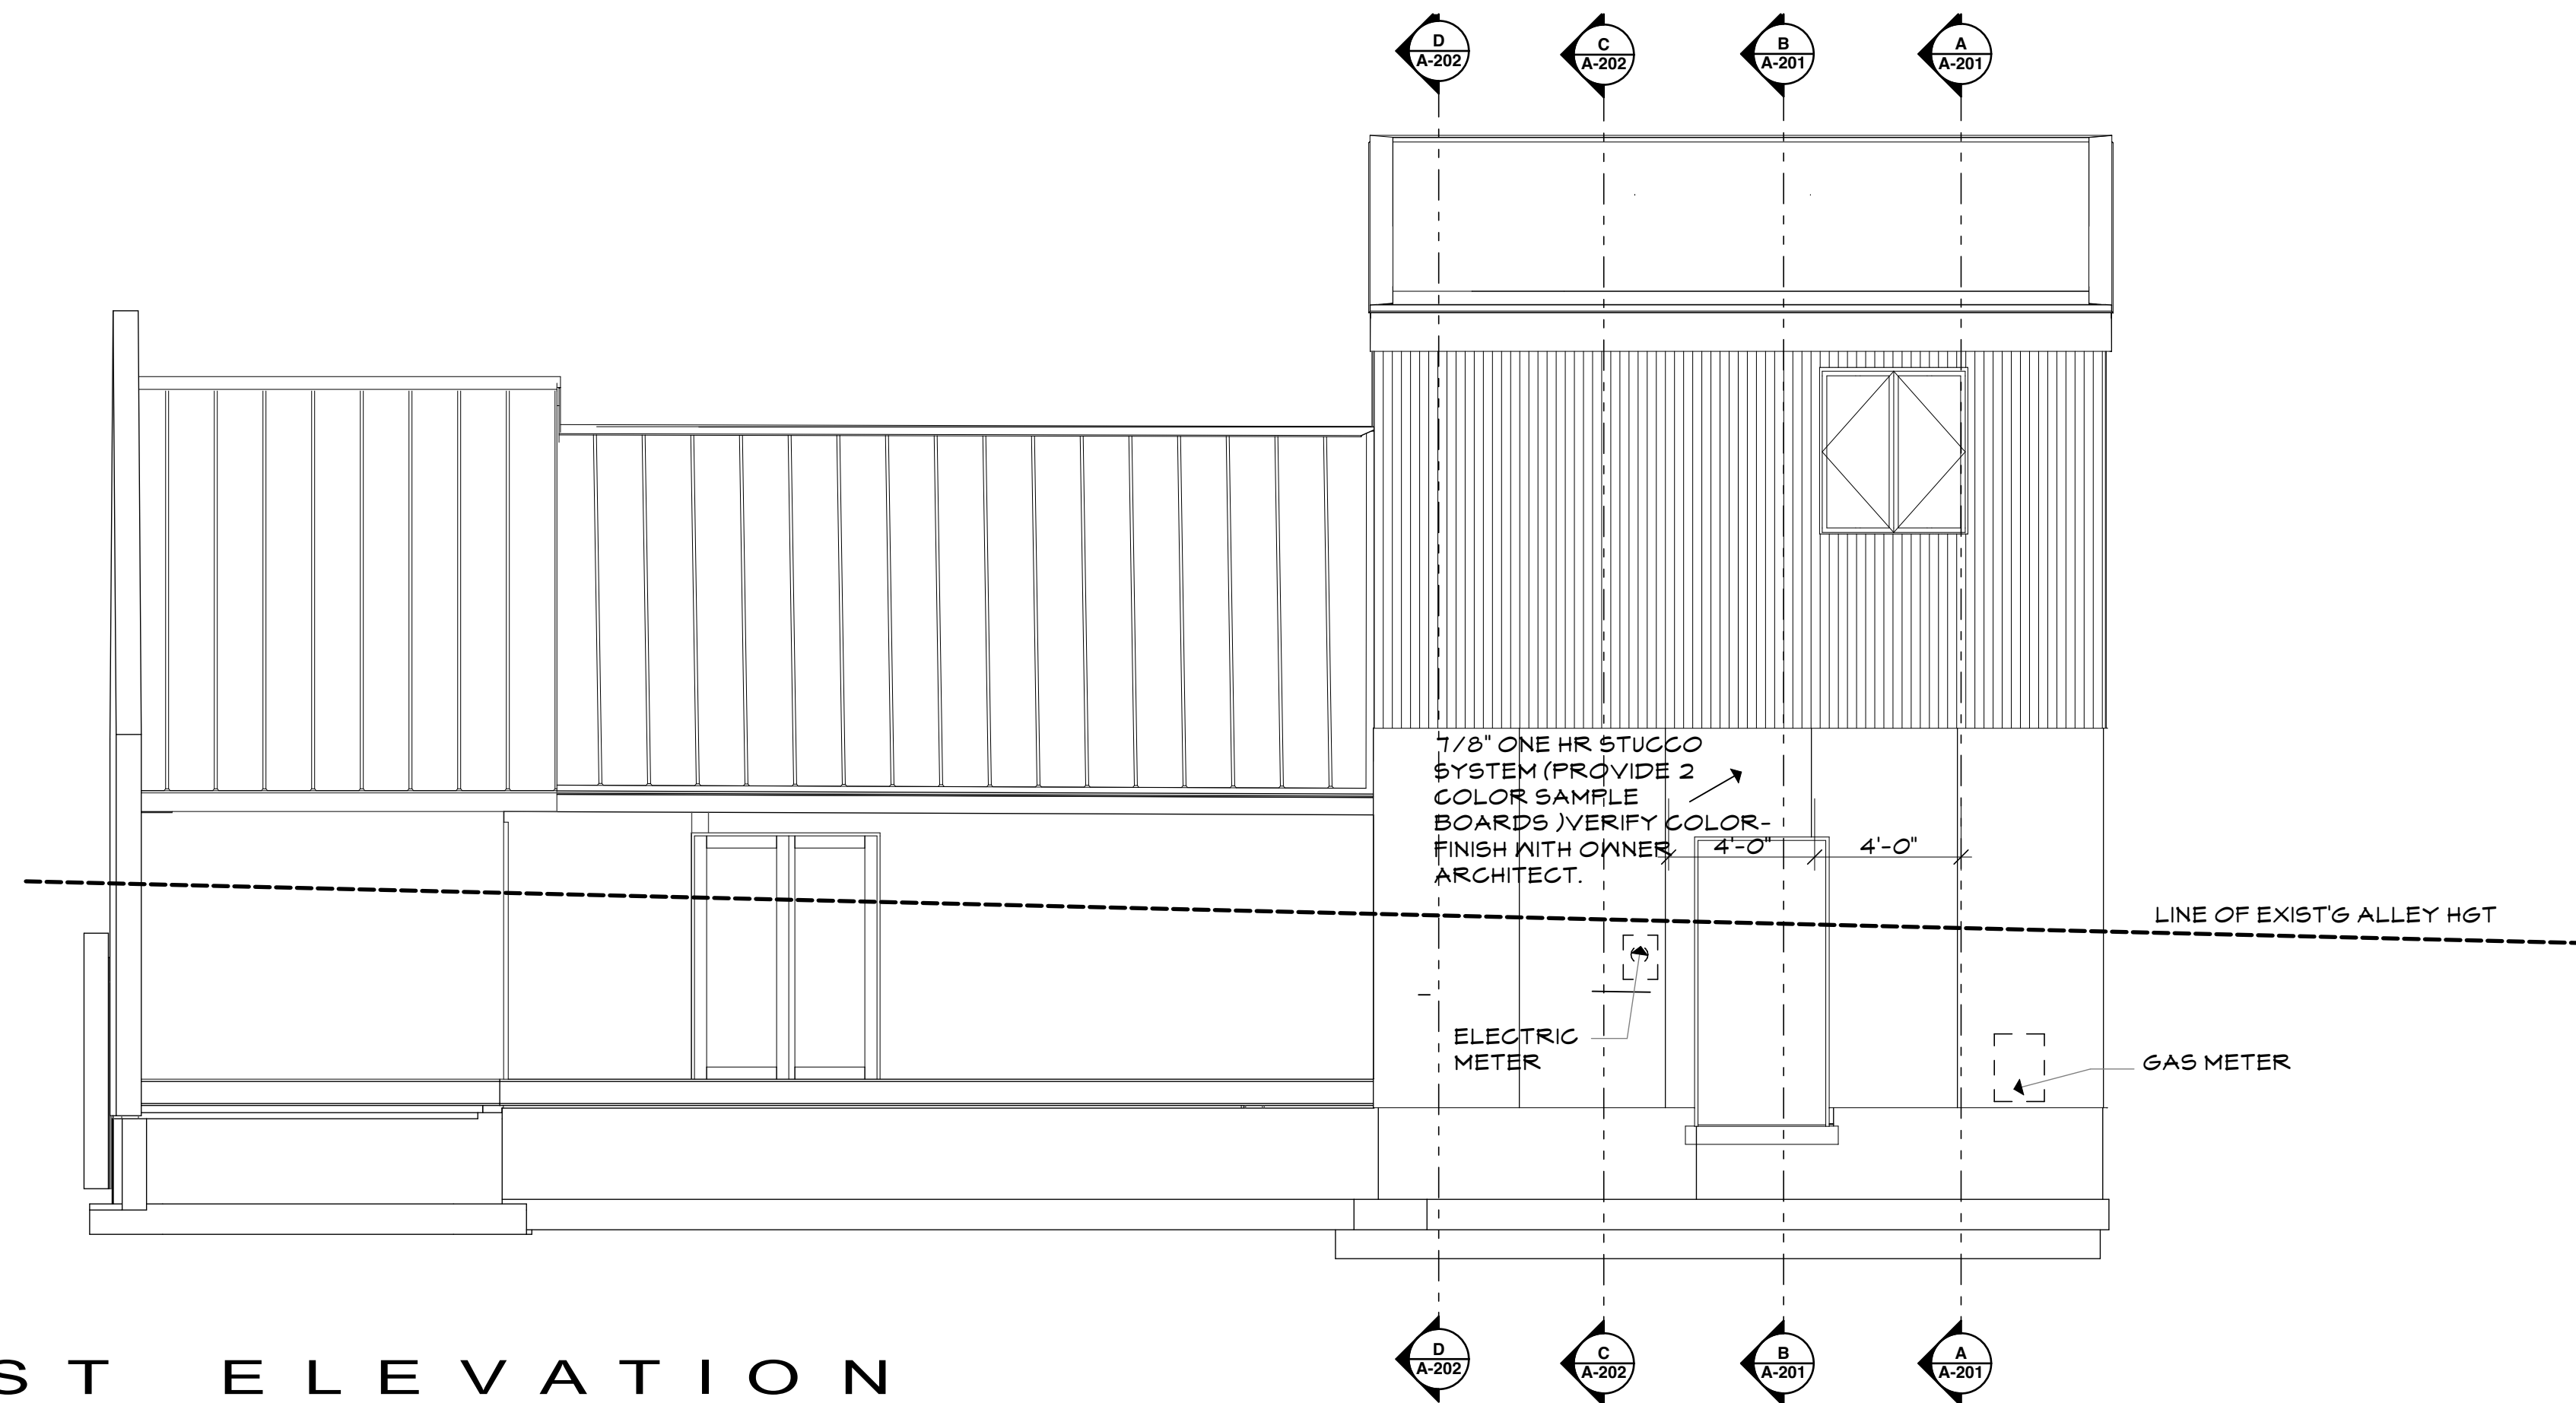 D
A-202
C
A-202
B
A-201
A
A-201
7/8" ONE HR STUCCO
SYSTEM (PROVIDE 2
COLOR SAMPLE
BOARDS )VERIFY COLOR-
FINISH WITH OWNER
ARCHITECT.
4'-0"
4'-0"
LINE OF EXIST'G ALLEY HGT
ELECTRIC
METER
GAS METER
ST ELEVATION
D
A-202
C
A-202
B
A-201
A
A-201